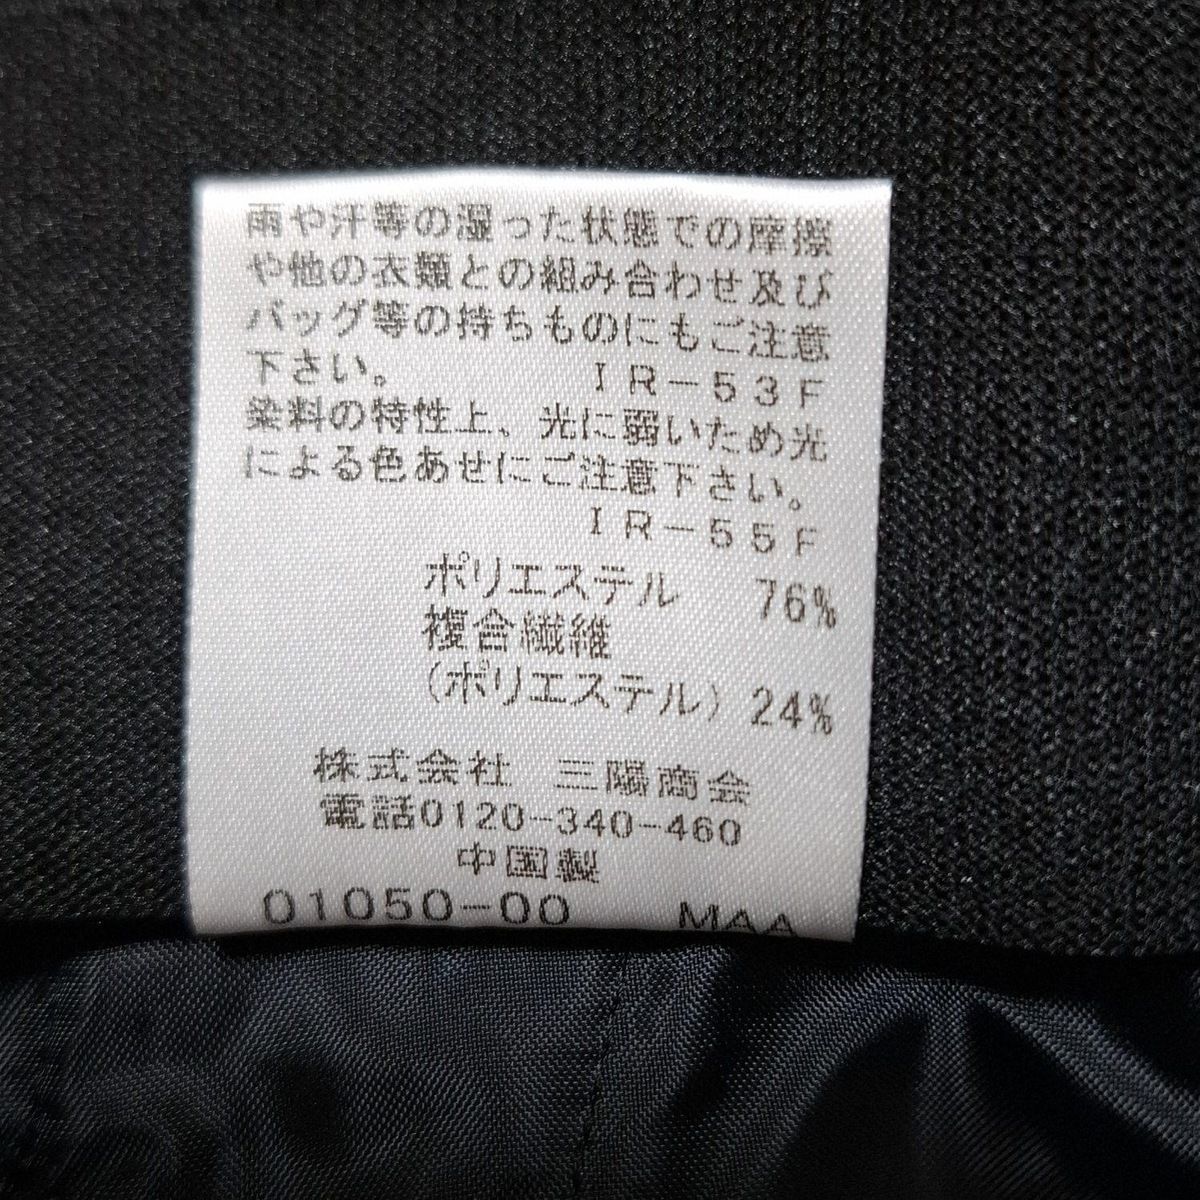 雨や汗等の湿った状態での摩擦
や他の衣類との組み合わせ及び
バッグ等の持ちものにもご注意
下さい。 IR-53F
染料の特性上、光に弱いため光
による色あせにご注意下さい。
IR-55F
ポリエステル 76%
複合繊維
(ポリエステル) 24%
株式会社 三陽商会
電話0120-340-460
中国製
01050-00 MAA